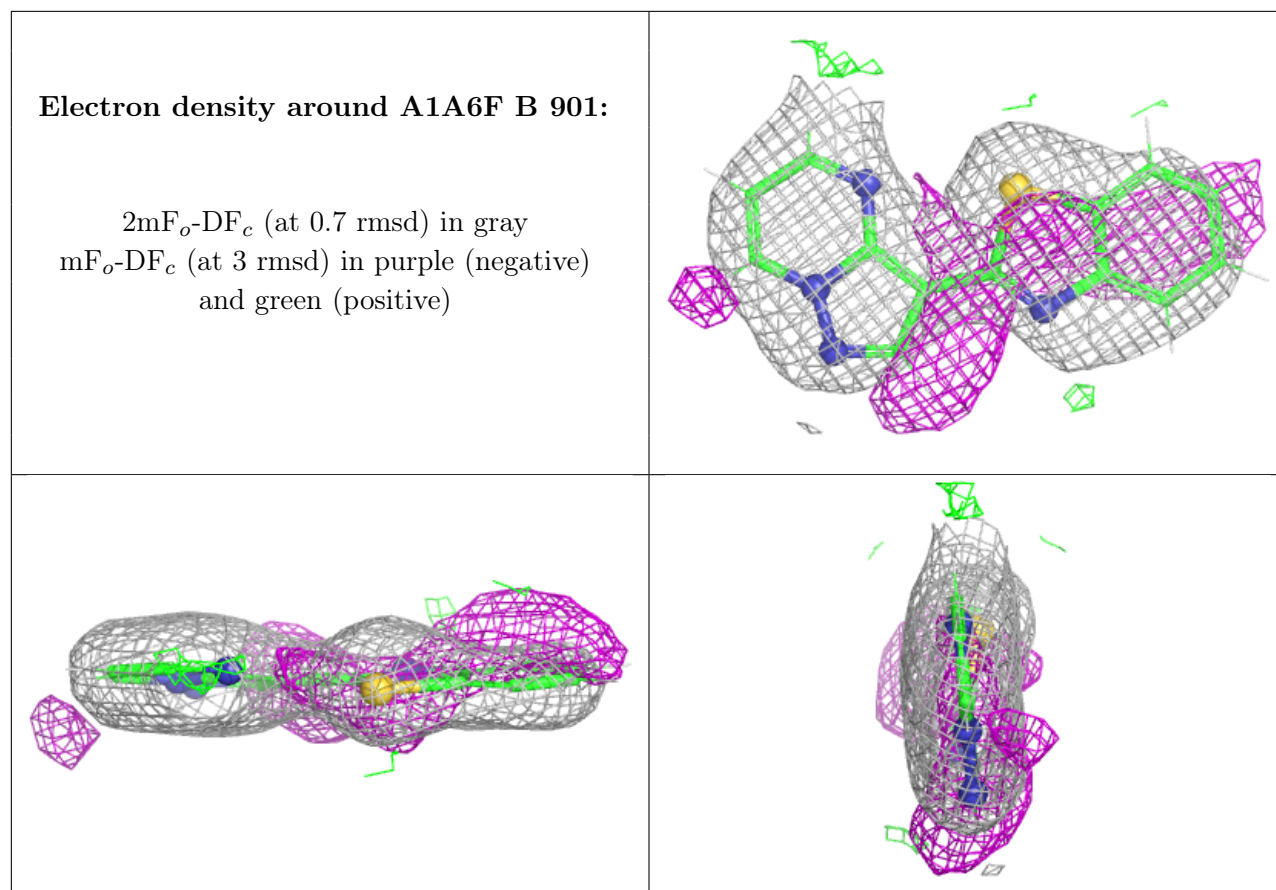 Electron density around A1A6F B 901:
2mFo-DFc (at 0.7 rmsd) in gray
mFo-DFc (at 3 rmsd) in purple (negative)
and green (positive)